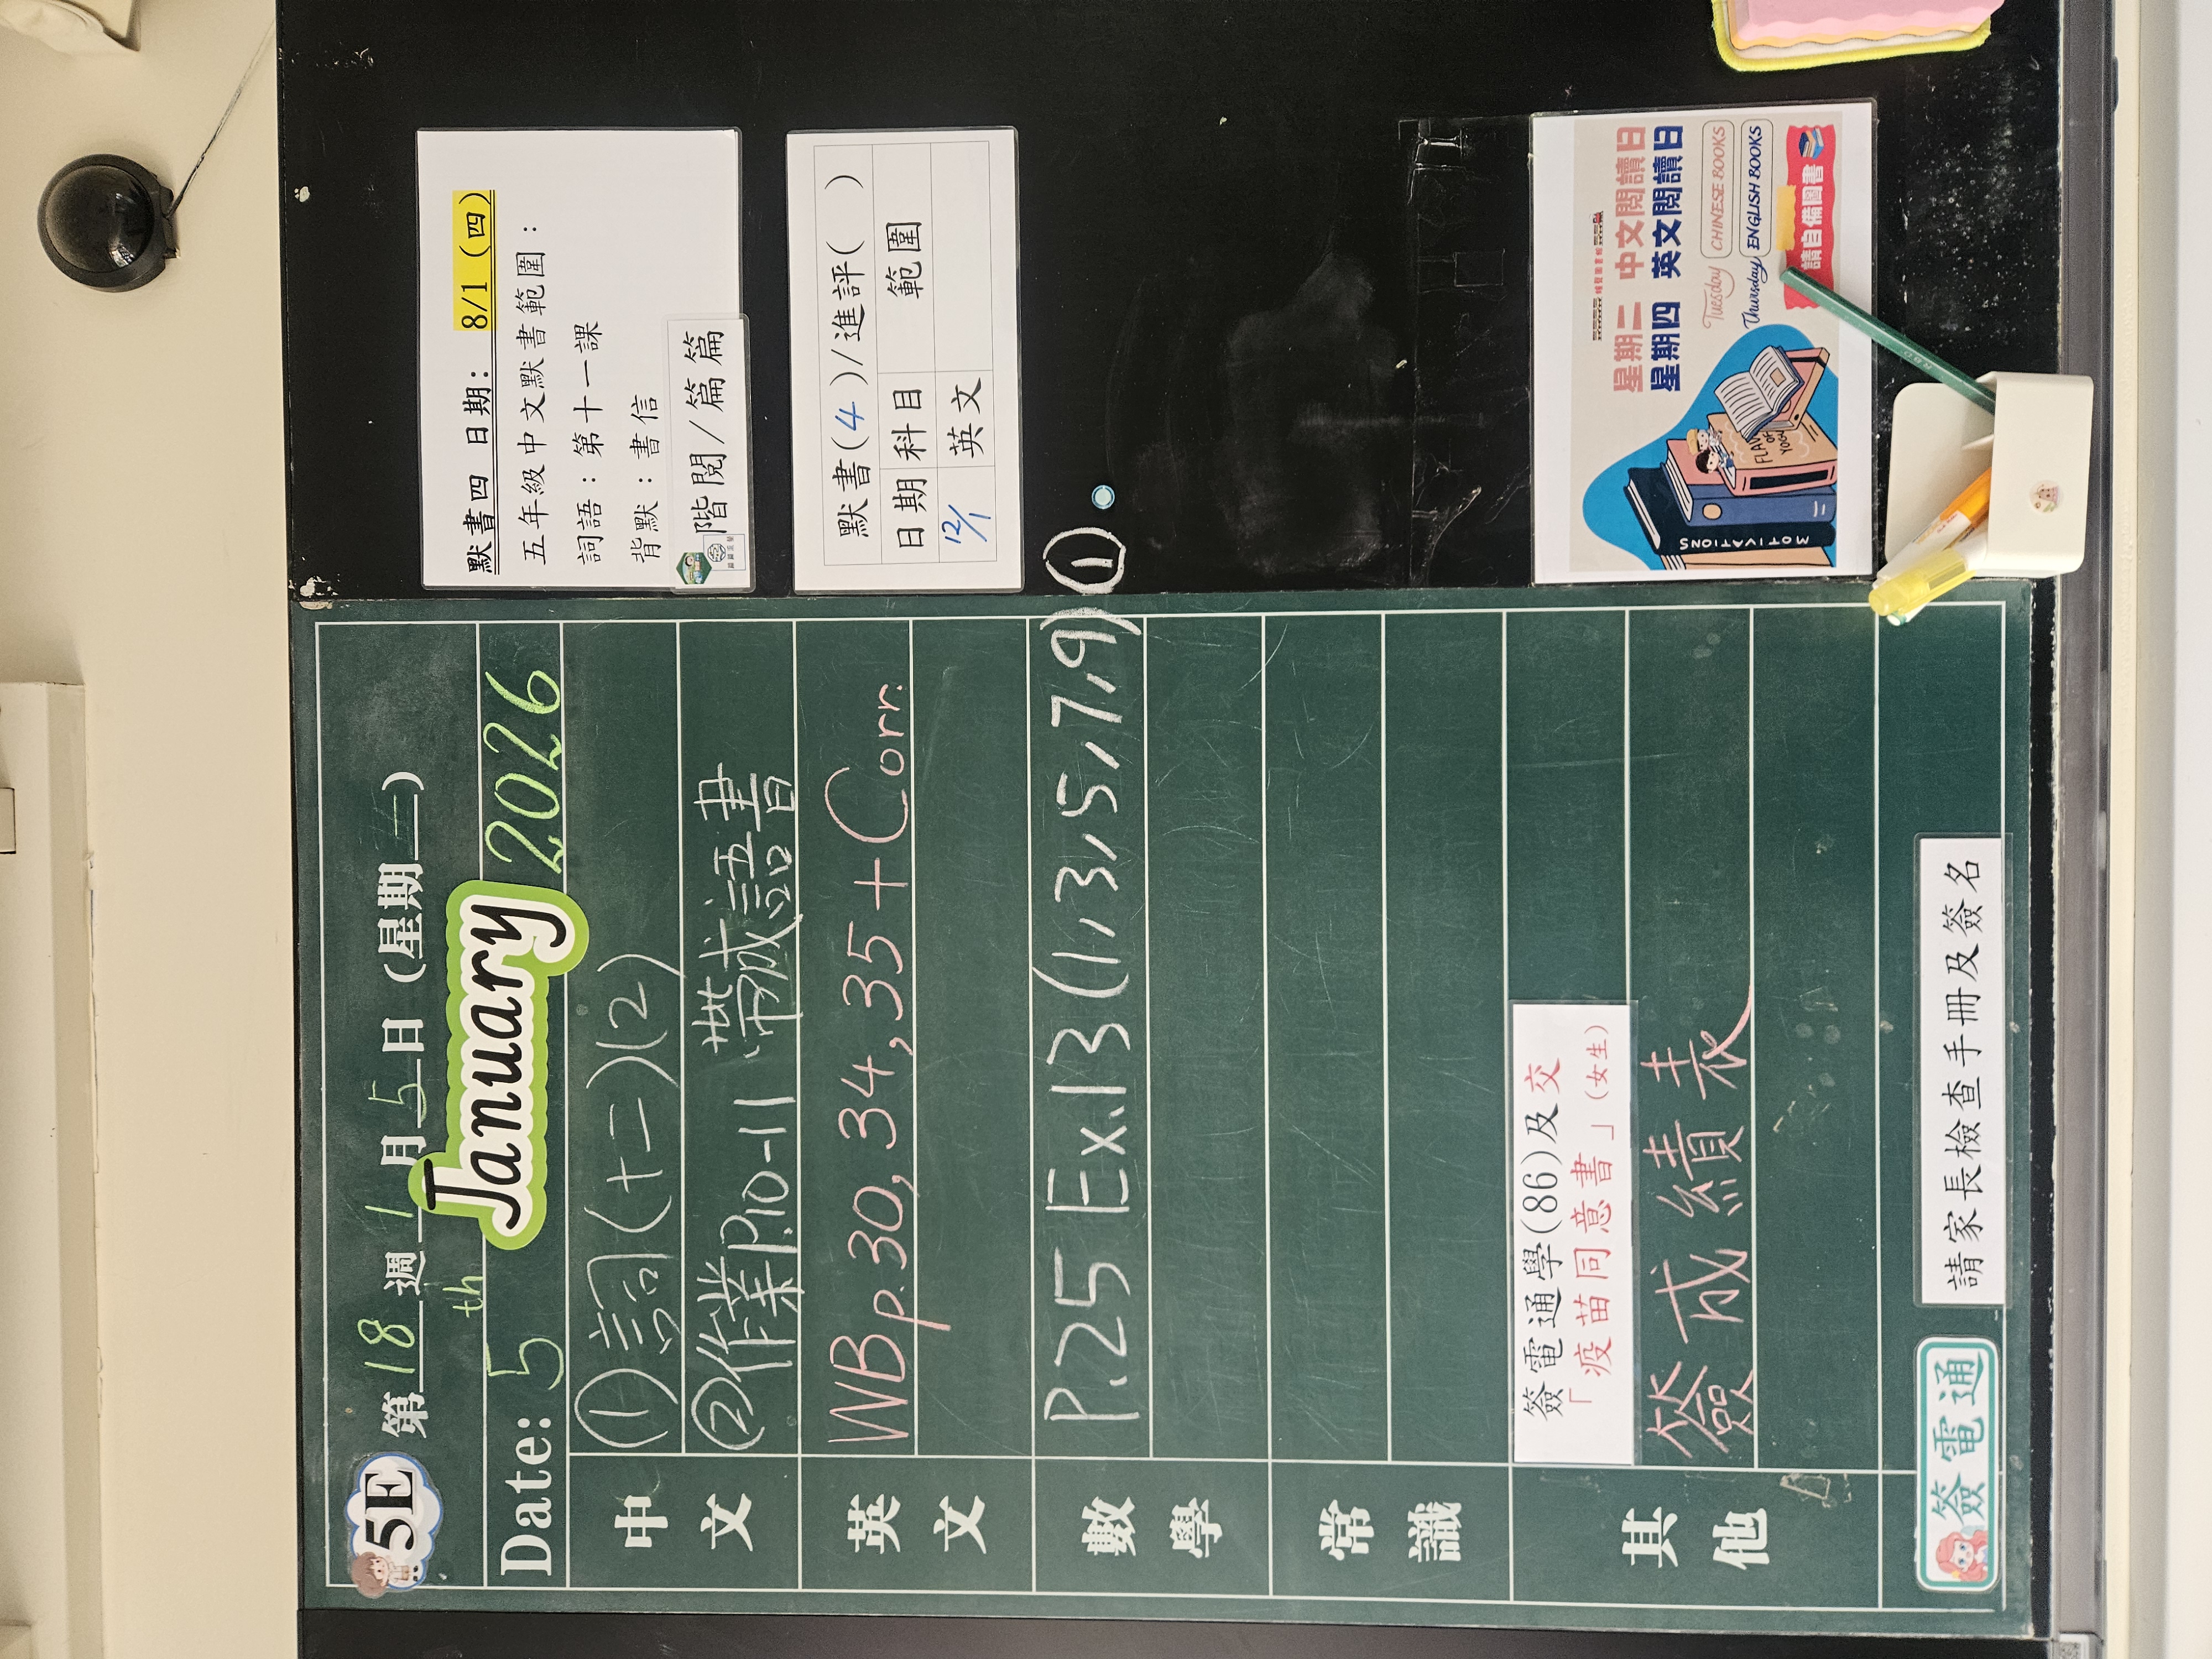 5E 第 18 週 1 月 5 日 (星期 一)
Date: 5th January 2026
中文
① 詞(十二)(2)
② 作業P.10-11、帶成語書
英文
WB p.30, 34, 35 + Corr.
數學
P.25 Ex.13 (1,3,5,7,9) ①
常識
其他
簽電通學(86)及交
「疫苗同意書」(女生)
簽成績表
簽電通
請家長檢查手冊及簽名
默書四 日期: 8/1 (四)
五年級中文默書範圍:
詞語:第十一課
背默:書信
階閱/篇篇
默書(4)/進評( )
日期 科目 範圍
12/1 英文
星期二 中文閱讀日
星期四 英文閱讀日
Tuesday CHINESE BOOKS
Thursday ENGLISH BOOKS
請自備圖書
MOTIVATIONS